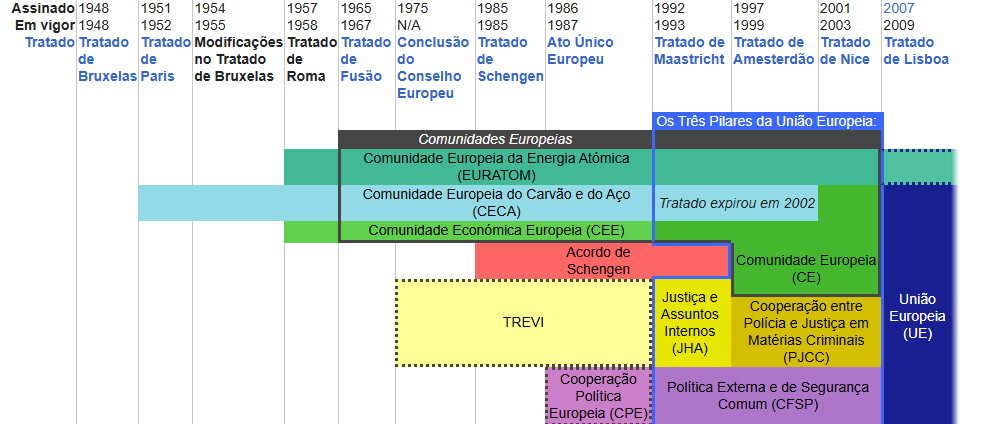 Assinado 1948 1951 1954 1957 1965 1975 1985 1986 1992 1997 2001 2007
Em vigor 1948 1952 1955 1958 1967 N/A 1985 1987 1993 1999 2003 2009
Tratado Tratado Tratado Modificações Tratado Tratado Conclusão Tratado Ato Único Tratado de Tratado de Tratado Tratado
de de no Tratado de de do de Europeu Maastricht Amesterdão de Nice de Lisboa
Bruxelas Paris de Bruxelas Roma Fusão Conselho Schengen
Europeu
Os Três Pilares da União Europeia:
Comunidades Europeias
Comunidade Europeia da Energia Atómica
(EURATOM)
Comunidade Europeia do Carvão e do Aço
(CECA)
Tratado expirou em 2002
Comunidade Económica Europeia (CEE)
Acordo de
Schengen
Comunidade Europeia
(CE)
TREVI
Justiça e
Assuntos
Internos
(JHA)
Cooperação entre
Polícia e Justiça em
Matérias Criminais
(PJCC)
União
Europeia
(UE)
Cooperação
Política
Europeia (CPE)
Política Externa e de Segurança
Comum (CFSP)